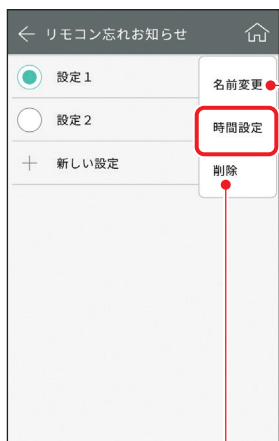 リモコン忘れお知らせ
設定１
名前変更
設定２
時間設定
新しい設定
削除